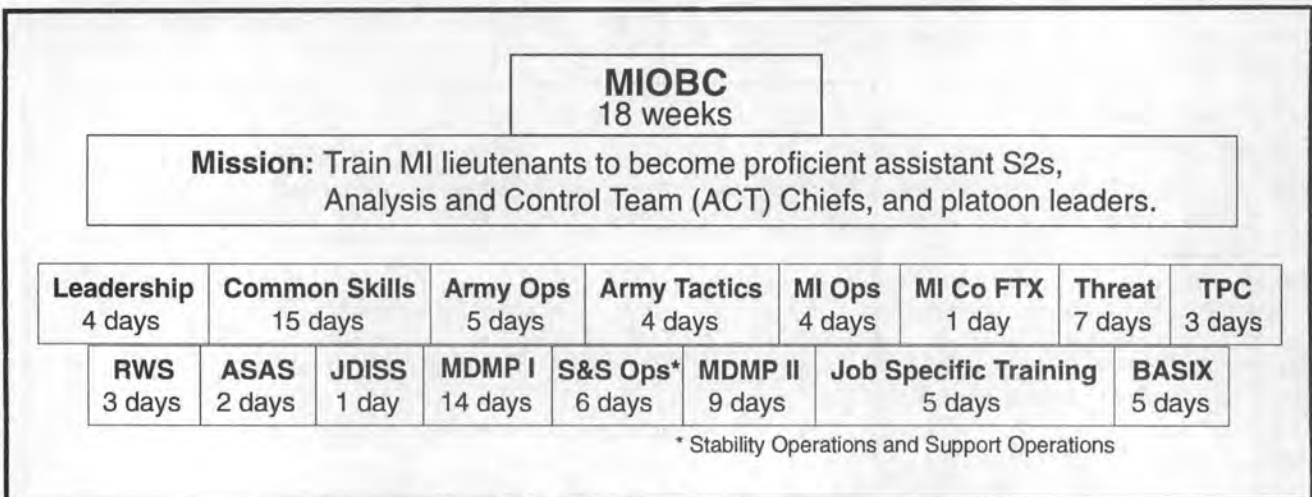 MIOBC
18 weeks
Mission: Train MI lieutenants to become proficient assistant S2s,
Analysis and Control Team (ACT) Chiefs, and platoon leaders.
Leadership Common Skills Army Ops Army Tactics MI Ops MI Co FTX Threat TPC
4 days 15 days 5 days 4 days 4 days 1 day 7 days 3 days
RWS ASAS JDISS MDMP I S&S Ops* MDMP II Job Specific Training BASIX
3 days 2 days 1 day 14 days 6 days 9 days 5 days 5 days
* Stability Operations and Support Operations